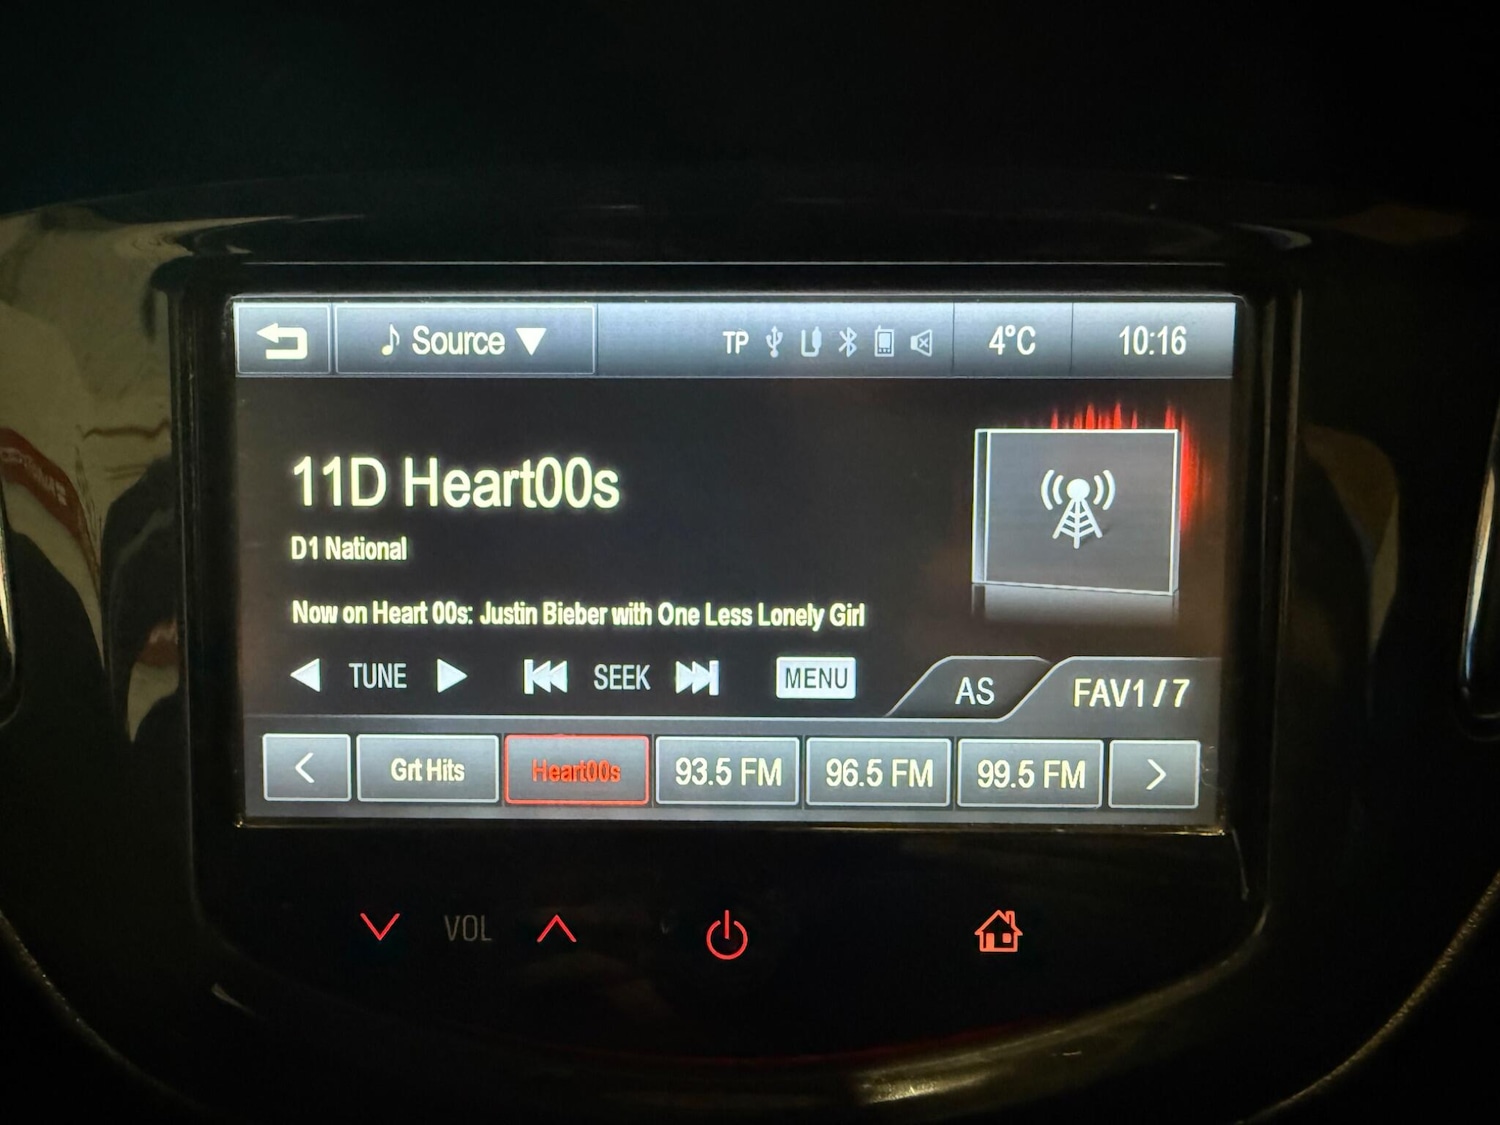 Source
TP
4°C
10:16
11D Heart00s
D1 National
Now on Heart 00s: Justin Bieber with One Less Lonely Girl
TUNE
SEEK
MENU
AS
FAV1/7
Grt Hits
Heart00s
93.5 FM
96.5 FM
99.5 FM
VOL